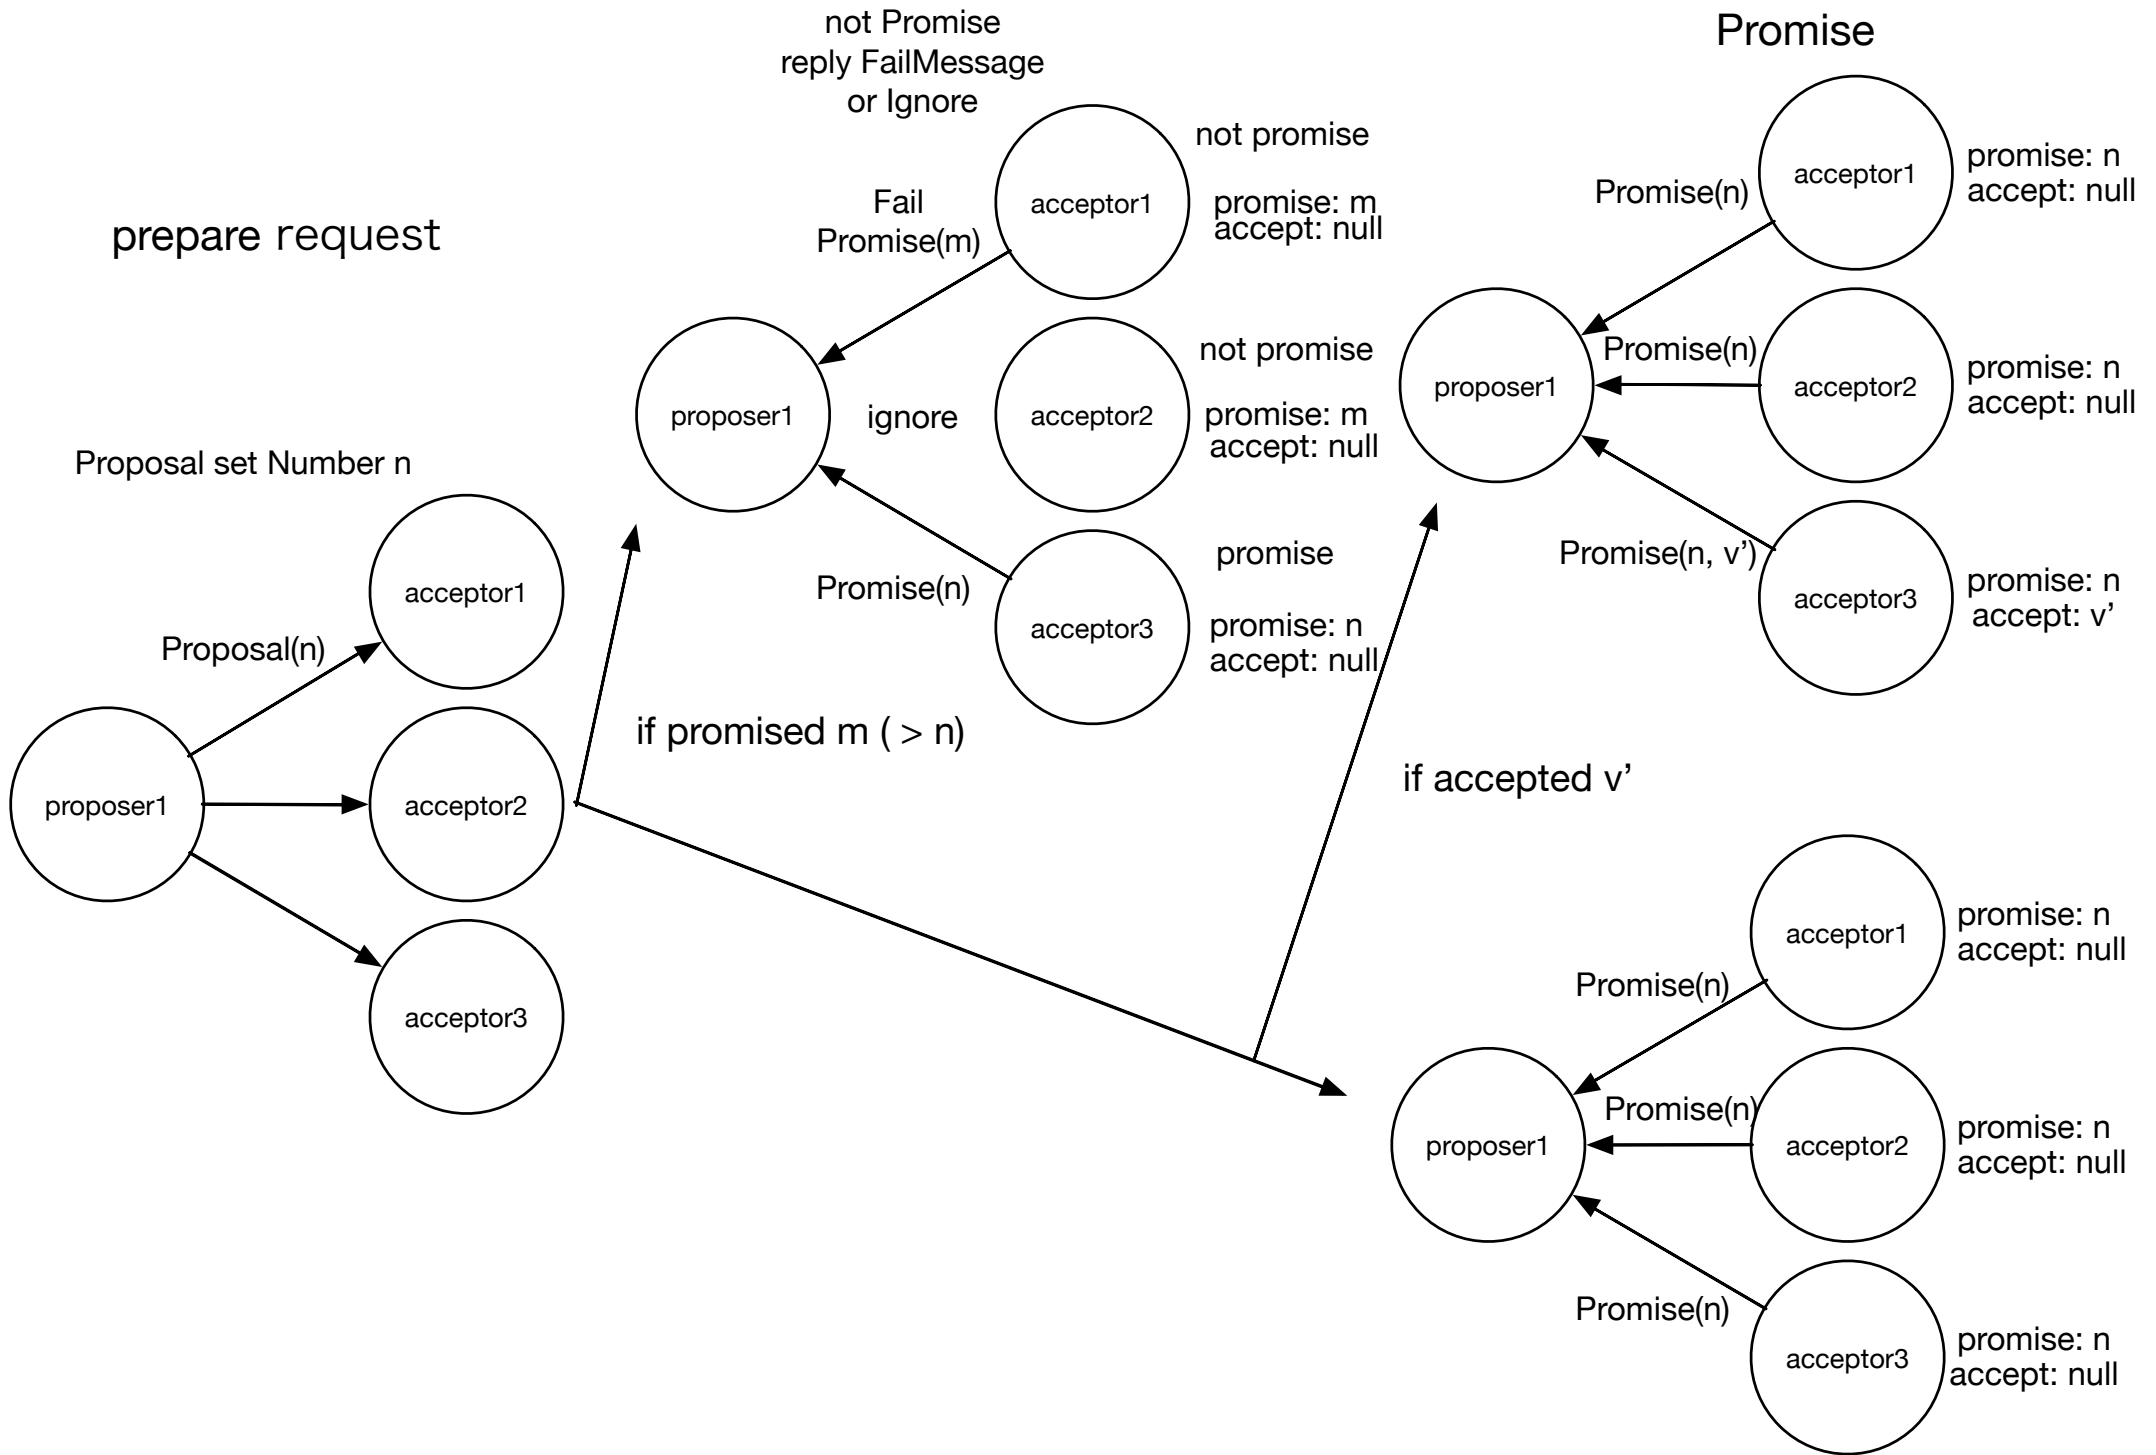 prepare request
Proposal set Number n
Proposal(n)
proposer1
acceptor1
acceptor2
acceptor3
not Promise
reply FailMessage
or Ignore
Fail
Promise(m)
proposer1
ignore
Promise(n)
acceptor1
not promise
promise: m
accept: null
acceptor2
not promise
promise: m
accept: null
acceptor3
promise
promise: n
accept: null
if promised m ( > n)
Promise
Promise(n)
acceptor1
promise: n
accept: null
proposer1
Promise(n)
acceptor2
promise: n
accept: null
Promise(n, v’)
acceptor3
promise: n
accept: v’
if accepted v’
Promise(n)
acceptor1
promise: n
accept: null
proposer1
Promise(n)
acceptor2
promise: n
accept: null
Promise(n)
acceptor3
promise: n
accept: null